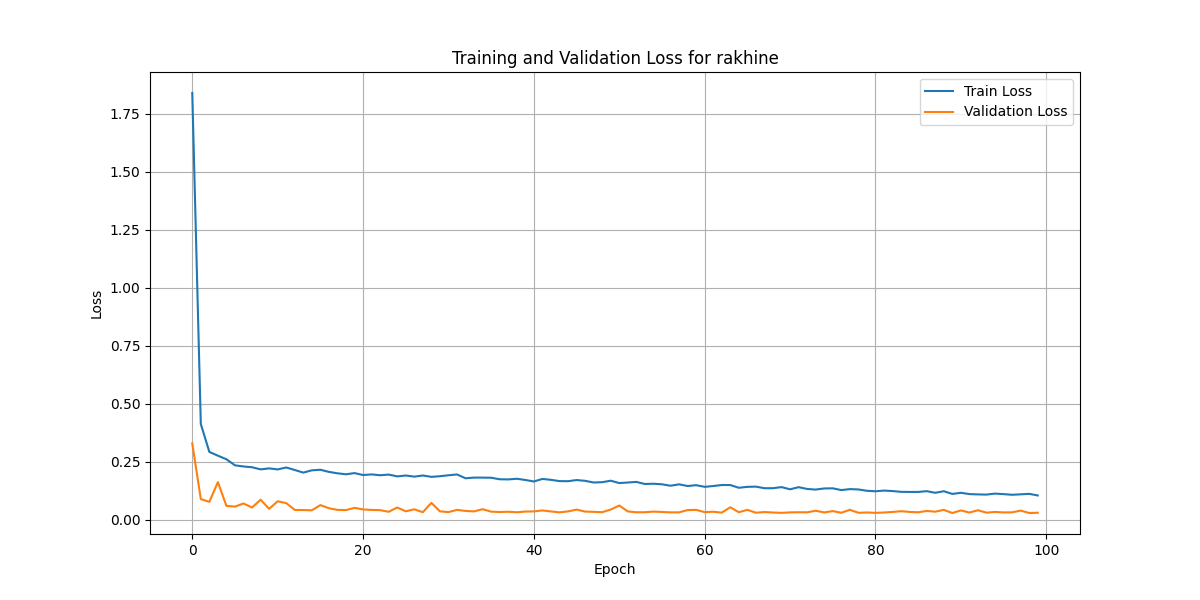 Training and Validation Loss for rakhine
Train Loss
Validation Loss
1.75
1.50
1.25
1.00
0.75
0.50
0.25
0.00
Loss
0 20 40 60 80 100
Epoch